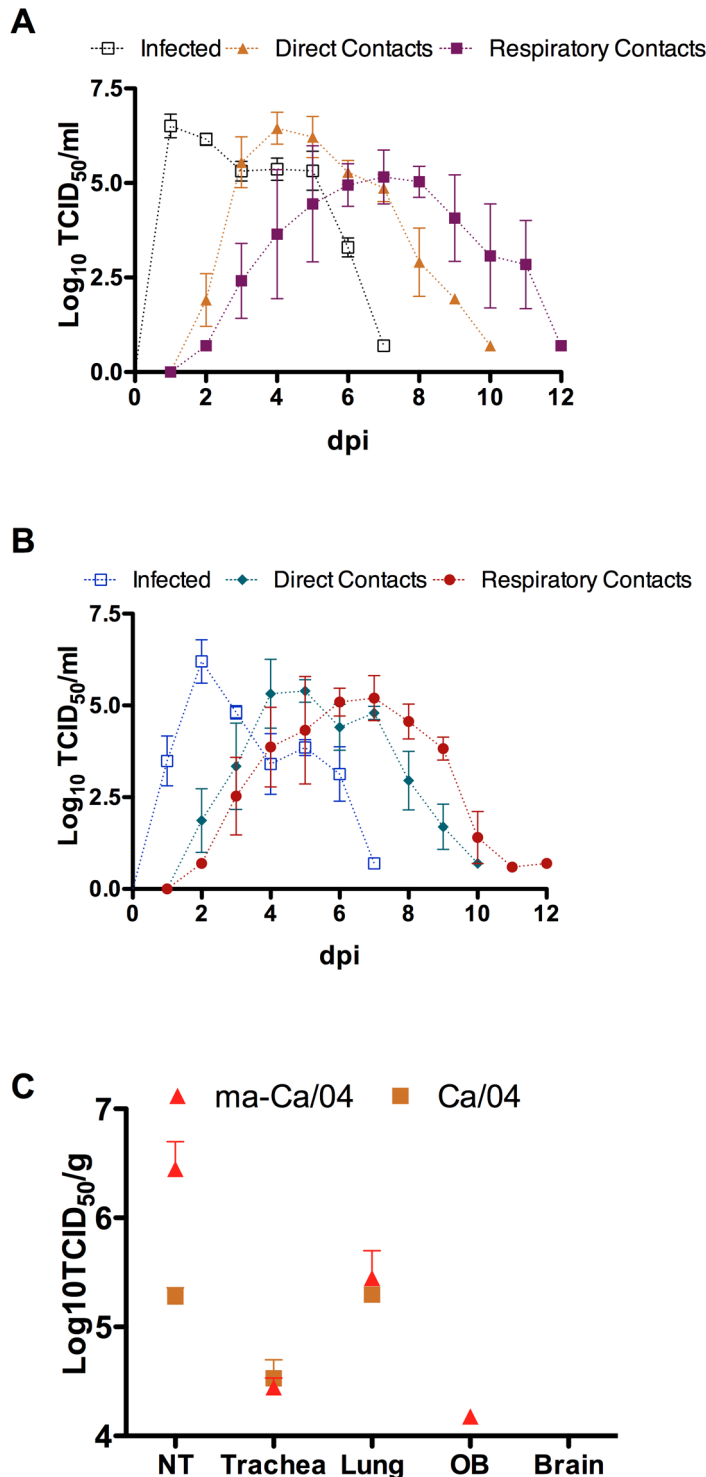 A
Infected Direct Contacts Respiratory Contacts
7.5
5.0
2.5
0.0
Log10 TCID50/ml
0 2 4 6 8 10 12
dpi
B
Infected Direct Contacts Respiratory Contacts
7.5
5.0
2.5
0.0
Log10 TCID50/ml
0 2 4 6 8 10 12
dpi
C
ma-Ca/04 Ca/04
7
6
5
4
Log10TCID50/g
NT Trachea Lung OB Brain